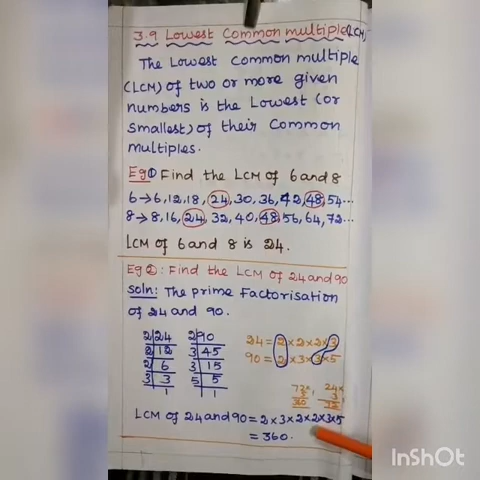 3.9 Lowest Common multiple (LCM)
The Lowest common multiple
(LCM) of two or more given
numbers is the Lowest (or
Smallest) of their Common
multiples.
Eg①: Find the LCM of 6 and 8
6→6,12,18,24,30,36,42,48,54...
8→8,16,24,32,40,48,56,64,72...
LCM of 6 and 8 is 24.
Eg②: Find the LCM of 24 and 90
Soln: The prime Factorisation
of 24 and 90.
2|24 2|90
2|12 3|45
2|6 3|15
3|3 5|5
1 1
24 = 2×2×2×3
90 = 2×3×3×5
72×
24×
3
72
LCM of 24 and 90 = 2×3×2×2×3×5
= 360.
InShOt